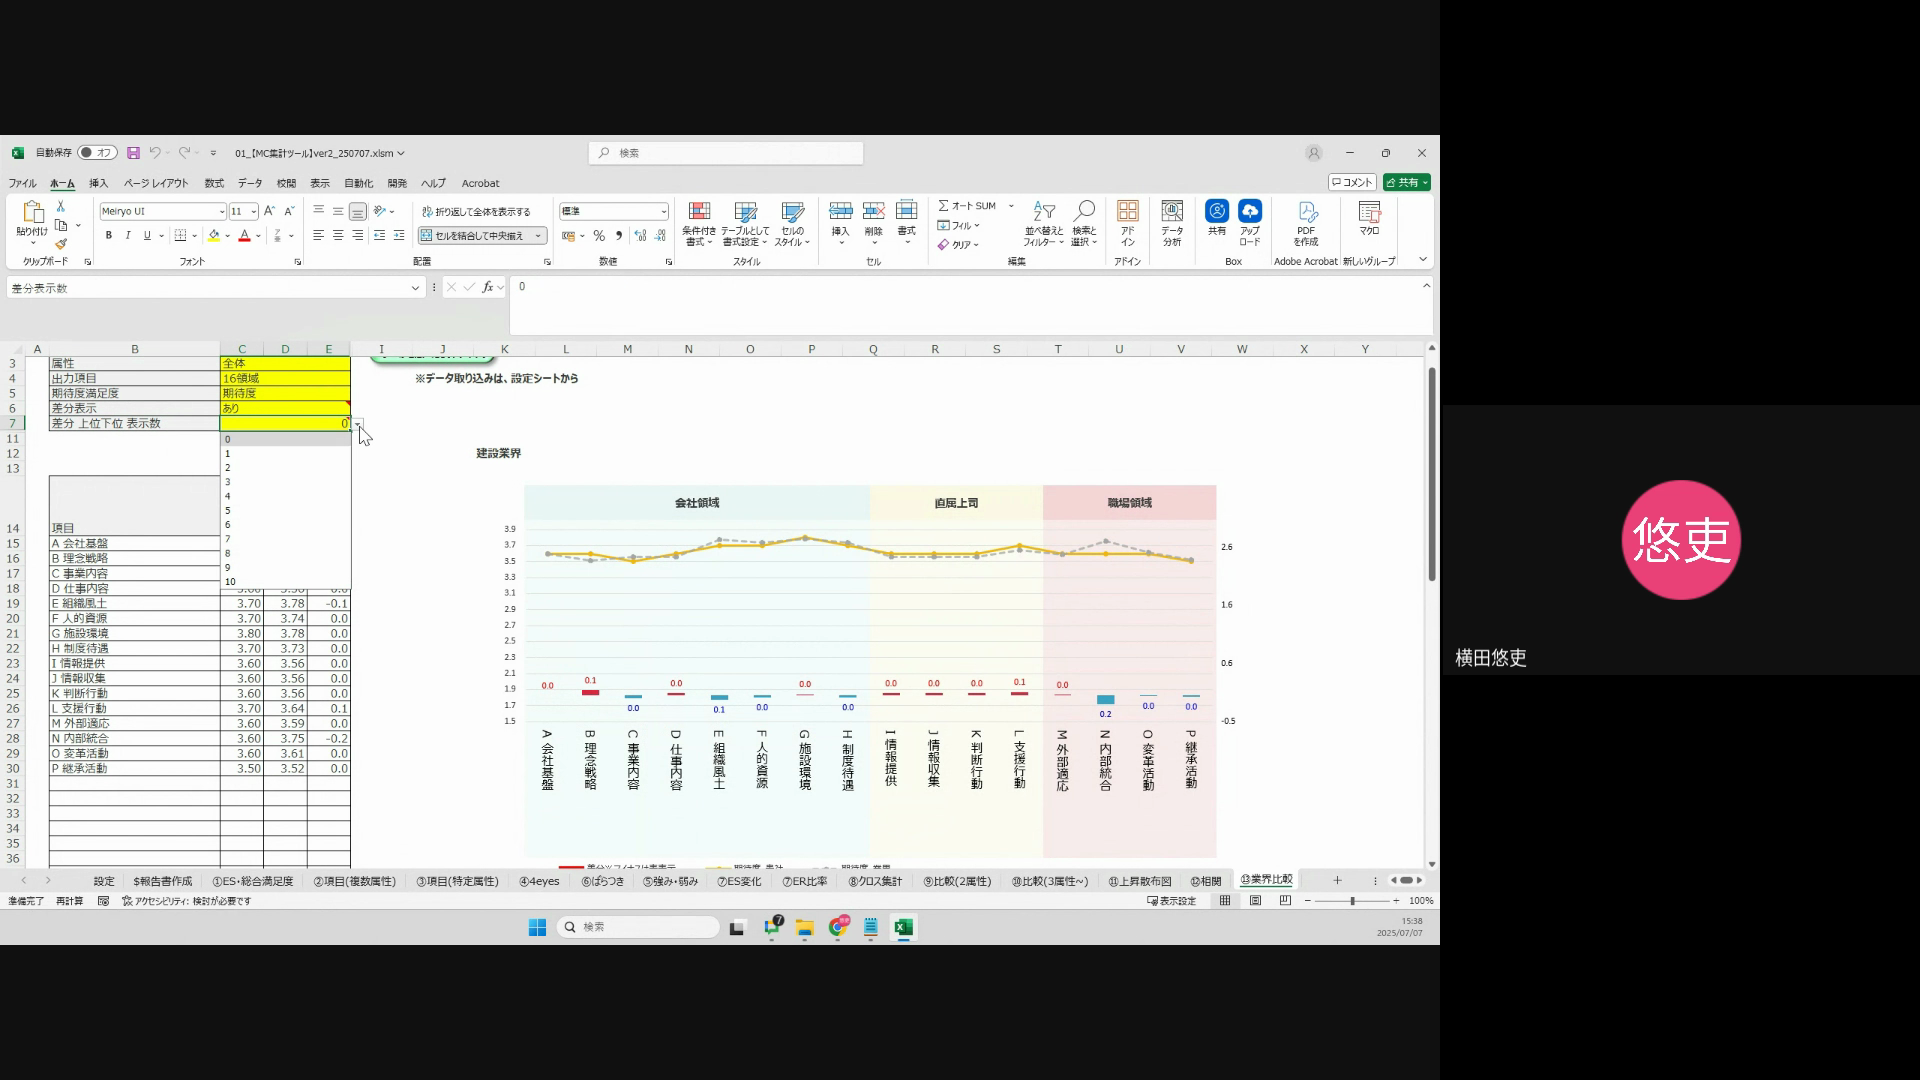 自動保存 オフ 01_【MC集計ツール】ver2_250707.xlsm 検索
ファイル ホーム 挿入 ページ レイアウト 数式 データ 校閲 表示 自動化 開発 ヘルプ Acrobat コメント 共有
貼り付け Meiryo UI 11 折り返して全体を表示する 標準 条件付き書式 テーブルとして書式設定 セルのスタイル 挿入 削除 書式 オート SUM フィル クリア 並べ替えとフィルター 検索と選択 アドイン データ分析 共有 アップロード PDFを作成 マクロ
B I U セルを結合して中央揃え
クリップボード フォント 配置 数値 スタイル セル 編集 アドイン Box Adobe Acrobat 新しいグループ
差分表示数 fx 0
A B C D E I J K L M N O P Q R S T U V W X Y
3 属性 全体
4 出力項目 16領域 ※データ取り込みは、設定シートから
5 期待度満足度 期待度
6 差分表示 あり
7 差分 上位下位 表示数 0
11
12
13
14 項目
0
1
2
3
4
5
6
7
8
9
10
15 A 会社基盤
16 B 理念戦略
17 C 事業内容
18 D 仕事内容
19 E 組織風土 3.70 3.78 -0.1
20 F 人的資源 3.70 3.74 0.0
21 G 施設環境 3.80 3.78 0.0
22 H 制度待遇 3.70 3.73 0.0
23 I 情報提供 3.60 3.56 0.0
24 J 情報収集 3.60 3.56 0.0
25 K 判断行動 3.60 3.56 0.0
26 L 支援行動 3.70 3.64 0.1
27 M 外部適応 3.60 3.59 0.0
28 N 内部統合 3.60 3.75 -0.2
29 O 変革活動 3.60 3.61 0.0
30 P 継承活動 3.50 3.52 0.0
31
32
33
34
35
36
建設業界
会社領域 直属上司 職場領域
3.9
3.7
3.5
3.3
3.1
2.9
2.7
2.5
2.3
2.1
1.9
1.7
1.5
2.6
1.6
0.6
-0.5
0.0 0.1 0.0 0.0 0.1 0.0 0.0 0.0 0.0 0.0 0.0 0.1 0.0 0.2 0.0 0.0
A 会社基盤
B 理念戦略
C 事業内容
D 仕事内容
E 組織風土
F 人的資源
G 施設環境
H 制度待遇
I 情報提供
J 情報収集
K 判断行動
L 支援行動
M 外部適応
N 内部統合
O 変革活動
P 継承活動
設定 $報告書作成 ①ES・総合満足度 ②項目(複数属性) ③項目(特定属性) ④4eyes ⑥ばらつき ⑤強み・弱み ⑦ES変化 ⑦ER比率 ⑧クロス集計 ⑨比較(2属性) ⑩比較(3属性~) ⑪上昇散布図 ⑫相関 ⑬業界比較
準備完了 再計算 アクセシビリティ: 検討が必要です 表示設定 100%
検索 7 15:38
2025/07/07
悠吏
横田悠吏